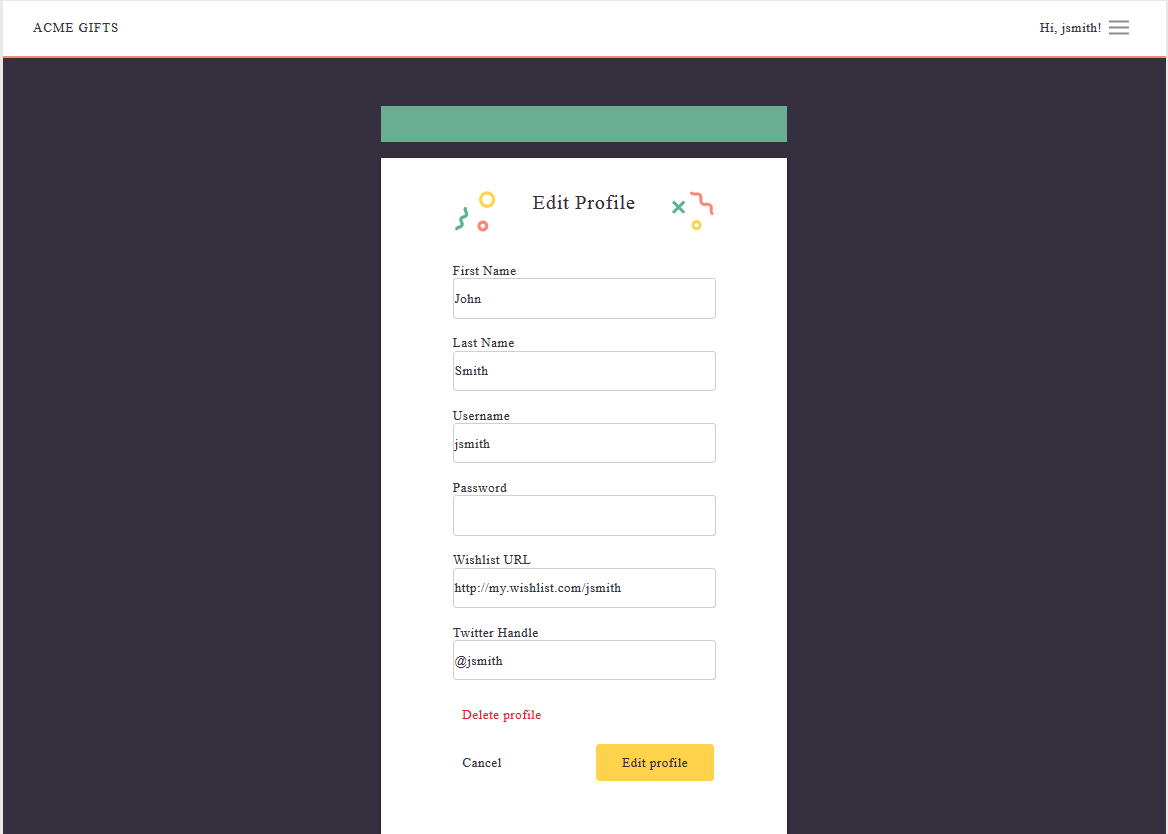 ACME GIFTS
Hi, jsmith!
Edit Profile
First Name
John
Last Name
Smith
Username
jsmith
Password
Wishlist URL
http://my.wishlist.com/jsmith
Twitter Handle
@jsmith
Delete profile
Cancel
Edit profile